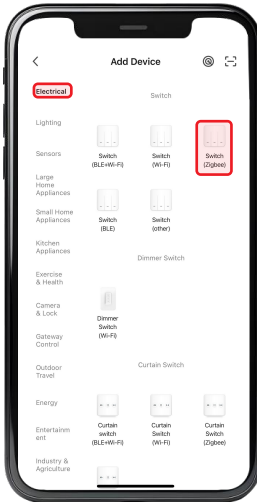 Add Device
Electrical
Lighting
Sensors
Large
Home
Appliances
Small Home
Appliances
Kitchen
Appliances
Exercise
& Health
Camera
& Lock
Gateway
Control
Outdoor
Travel
Energy
Entertainm
ent
Industry &
Agriculture
Switch
Switch
(BLE+Wi-Fi)
Switch
(Wi-Fi)
Switch
(Zigbee)
Switch
(BLE)
Switch
(other)
Dimmer Switch
Dimmer
Switch
(Wi-Fi)
Curtain Switch
Curtain
switch
(BLE+Wi-Fi)
Curtain
Switch
(Wi-Fi)
Curtain
Switch
(Zigbee)